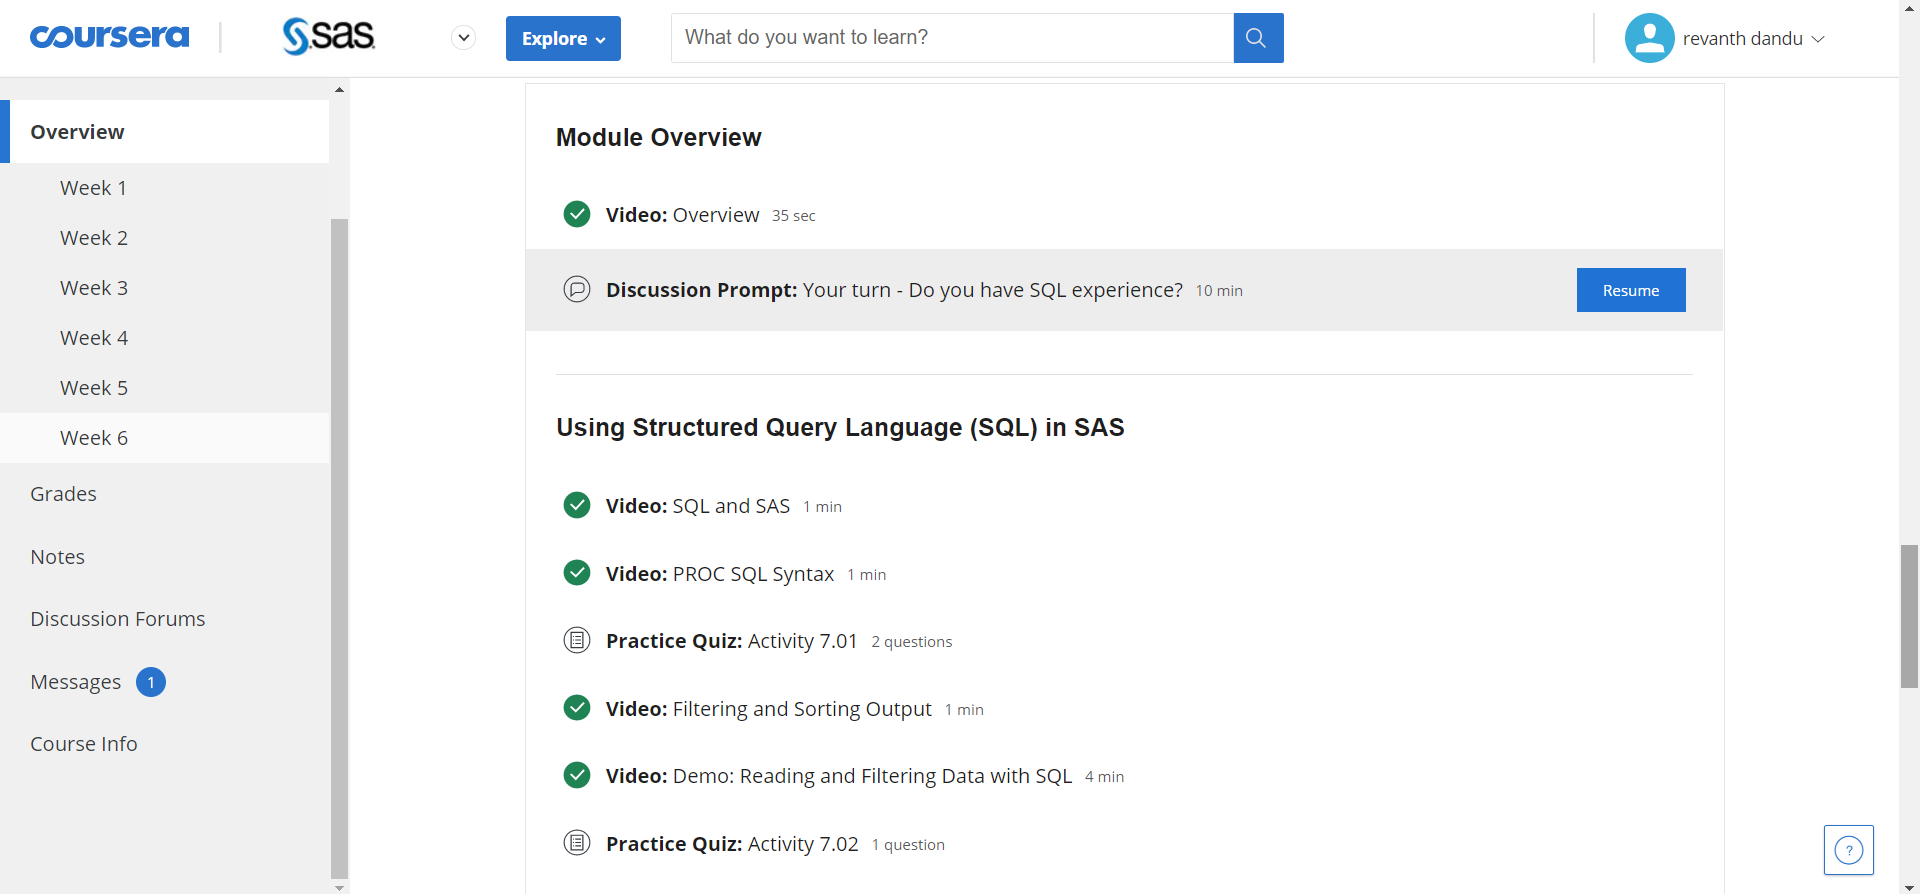 coursera
sas
Explore
What do you want to learn?
revanth dandu
Overview
Week 1
Week 2
Week 3
Week 4
Week 5
Week 6
Grades
Notes
Discussion Forums
Messages 1
Course Info
Module Overview
Video: Overview 35 sec
Discussion Prompt: Your turn - Do you have SQL experience? 10 min
Resume
Using Structured Query Language (SQL) in SAS
Video: SQL and SAS 1 min
Video: PROC SQL Syntax 1 min
Practice Quiz: Activity 7.01 2 questions
Video: Filtering and Sorting Output 1 min
Video: Demo: Reading and Filtering Data with SQL 4 min
Practice Quiz: Activity 7.02 1 question
?